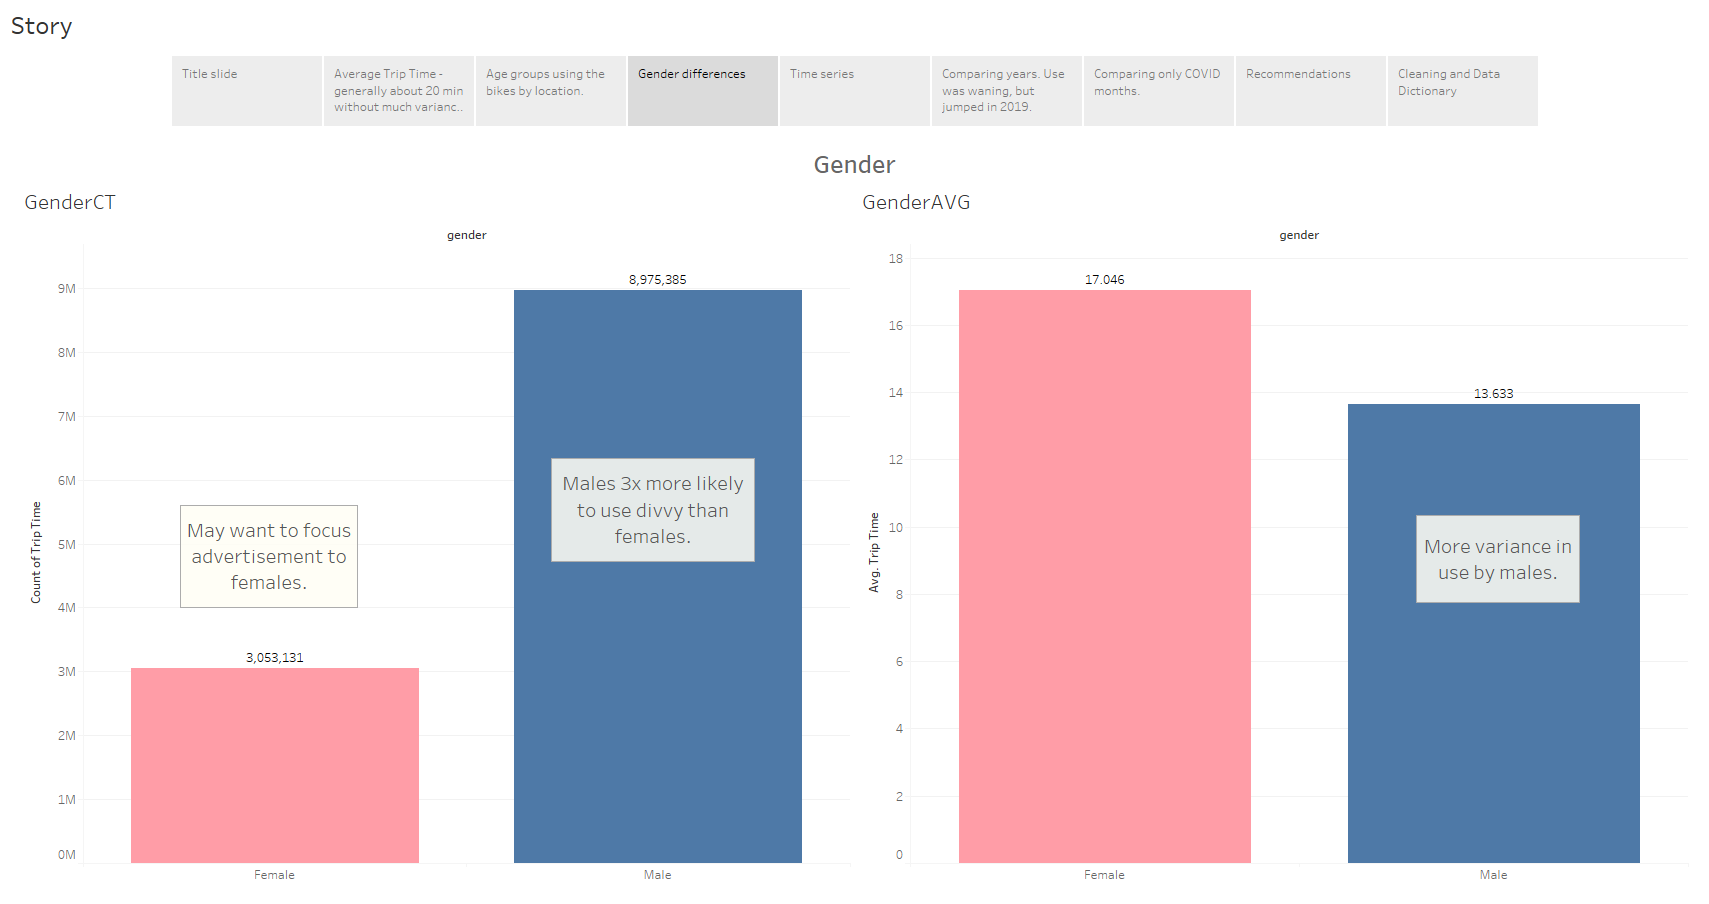 Story
Title slide
Average Trip Time -
generally about 20 min
without much varianc..
Age groups using the
bikes by location.
Gender differences
Time series
Comparing years. Use
was waning, but
jumped in 2019.
Comparing only COVID
months.
Recommendations
Cleaning and Data
Dictionary
Gender
GenderCT
gender
9M
8M
7M
6M
5M
4M
3M
2M
1M
0M
Count of Trip Time
8,975,385
3,053,131
May want to focus
advertisement to
females.
Males 3x more likely
to use divvy than
females.
Female
Male
GenderAVG
gender
18
16
14
12
10
8
6
4
2
0
Avg. Trip Time
17.046
13.633
More variance in
use by males.
Female
Male